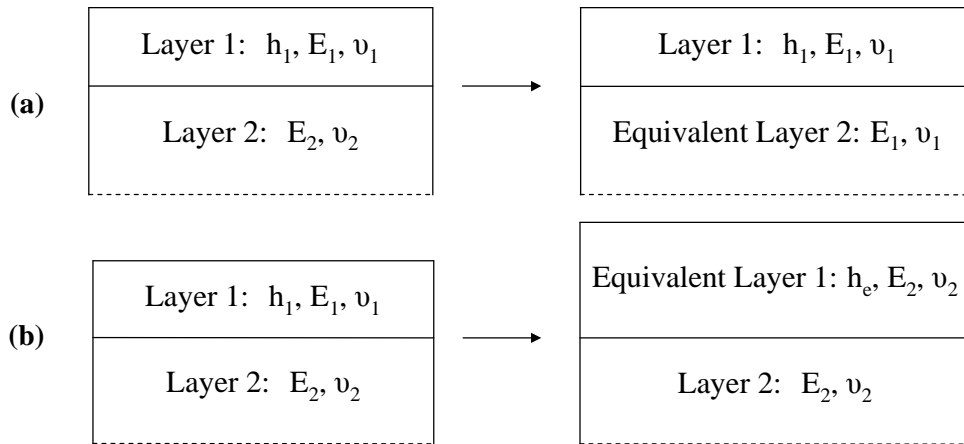 (a)
Layer 1: h₁, E₁, υ₁
Layer 2: E₂, υ₂
Layer 1: h₁, E₁, υ₁
Equivalent Layer 2: E₁, υ₁
(b)
Layer 1: h₁, E₁, υ₁
Layer 2: E₂, υ₂
Equivalent Layer 1: hₑ, E₂, υ₂
Layer 2: E₂, υ₂